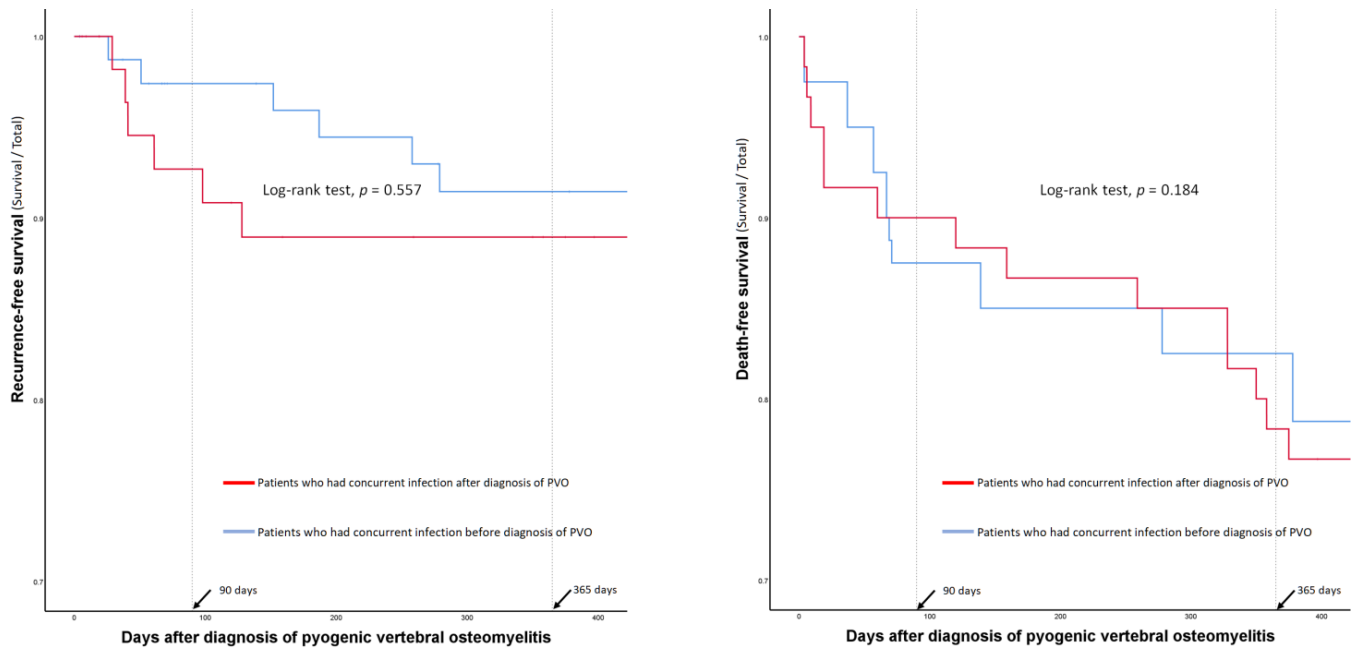 Recurrence-free survival (Survival / Total)
1.0
0.9
0.8
0.7
Log-rank test, p = 0.557
Patients who had concurrent infection after diagnosis of PVO
Patients who had concurrent infection before diagnosis of PVO
90 days
365 days
0
100
200
300
400
Days after diagnosis of pyogenic vertebral osteomyelitis
Death-free survival (Survival / Total)
1.0
0.9
0.8
0.7
Log-rank test, p = 0.184
Patients who had concurrent infection after diagnosis of PVO
Patients who had concurrent infection before diagnosis of PVO
90 days
365 days
0
100
200
300
400
Days after diagnosis of pyogenic vertebral osteomyelitis